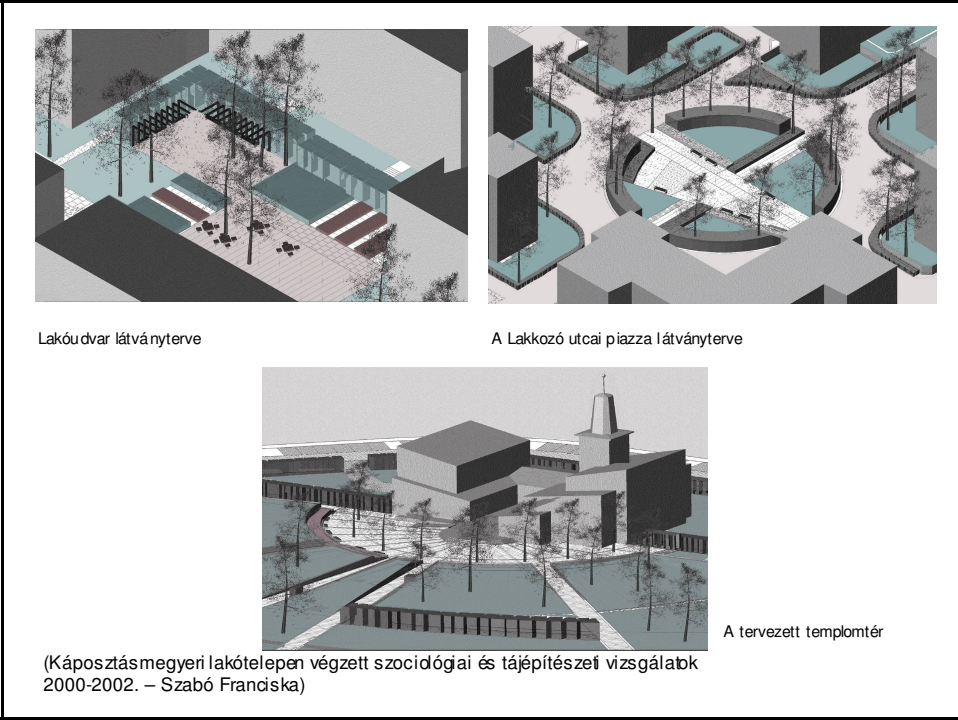 Lakóudvar látványterve
A Lakkozó utcai piazza látványterve
A tervezett templomtér
(Káposztásmegyeri lakótelepen végzett szociológiai és tájépítészeti vizsgálatok
2000-2002. – Szabó Franciska)